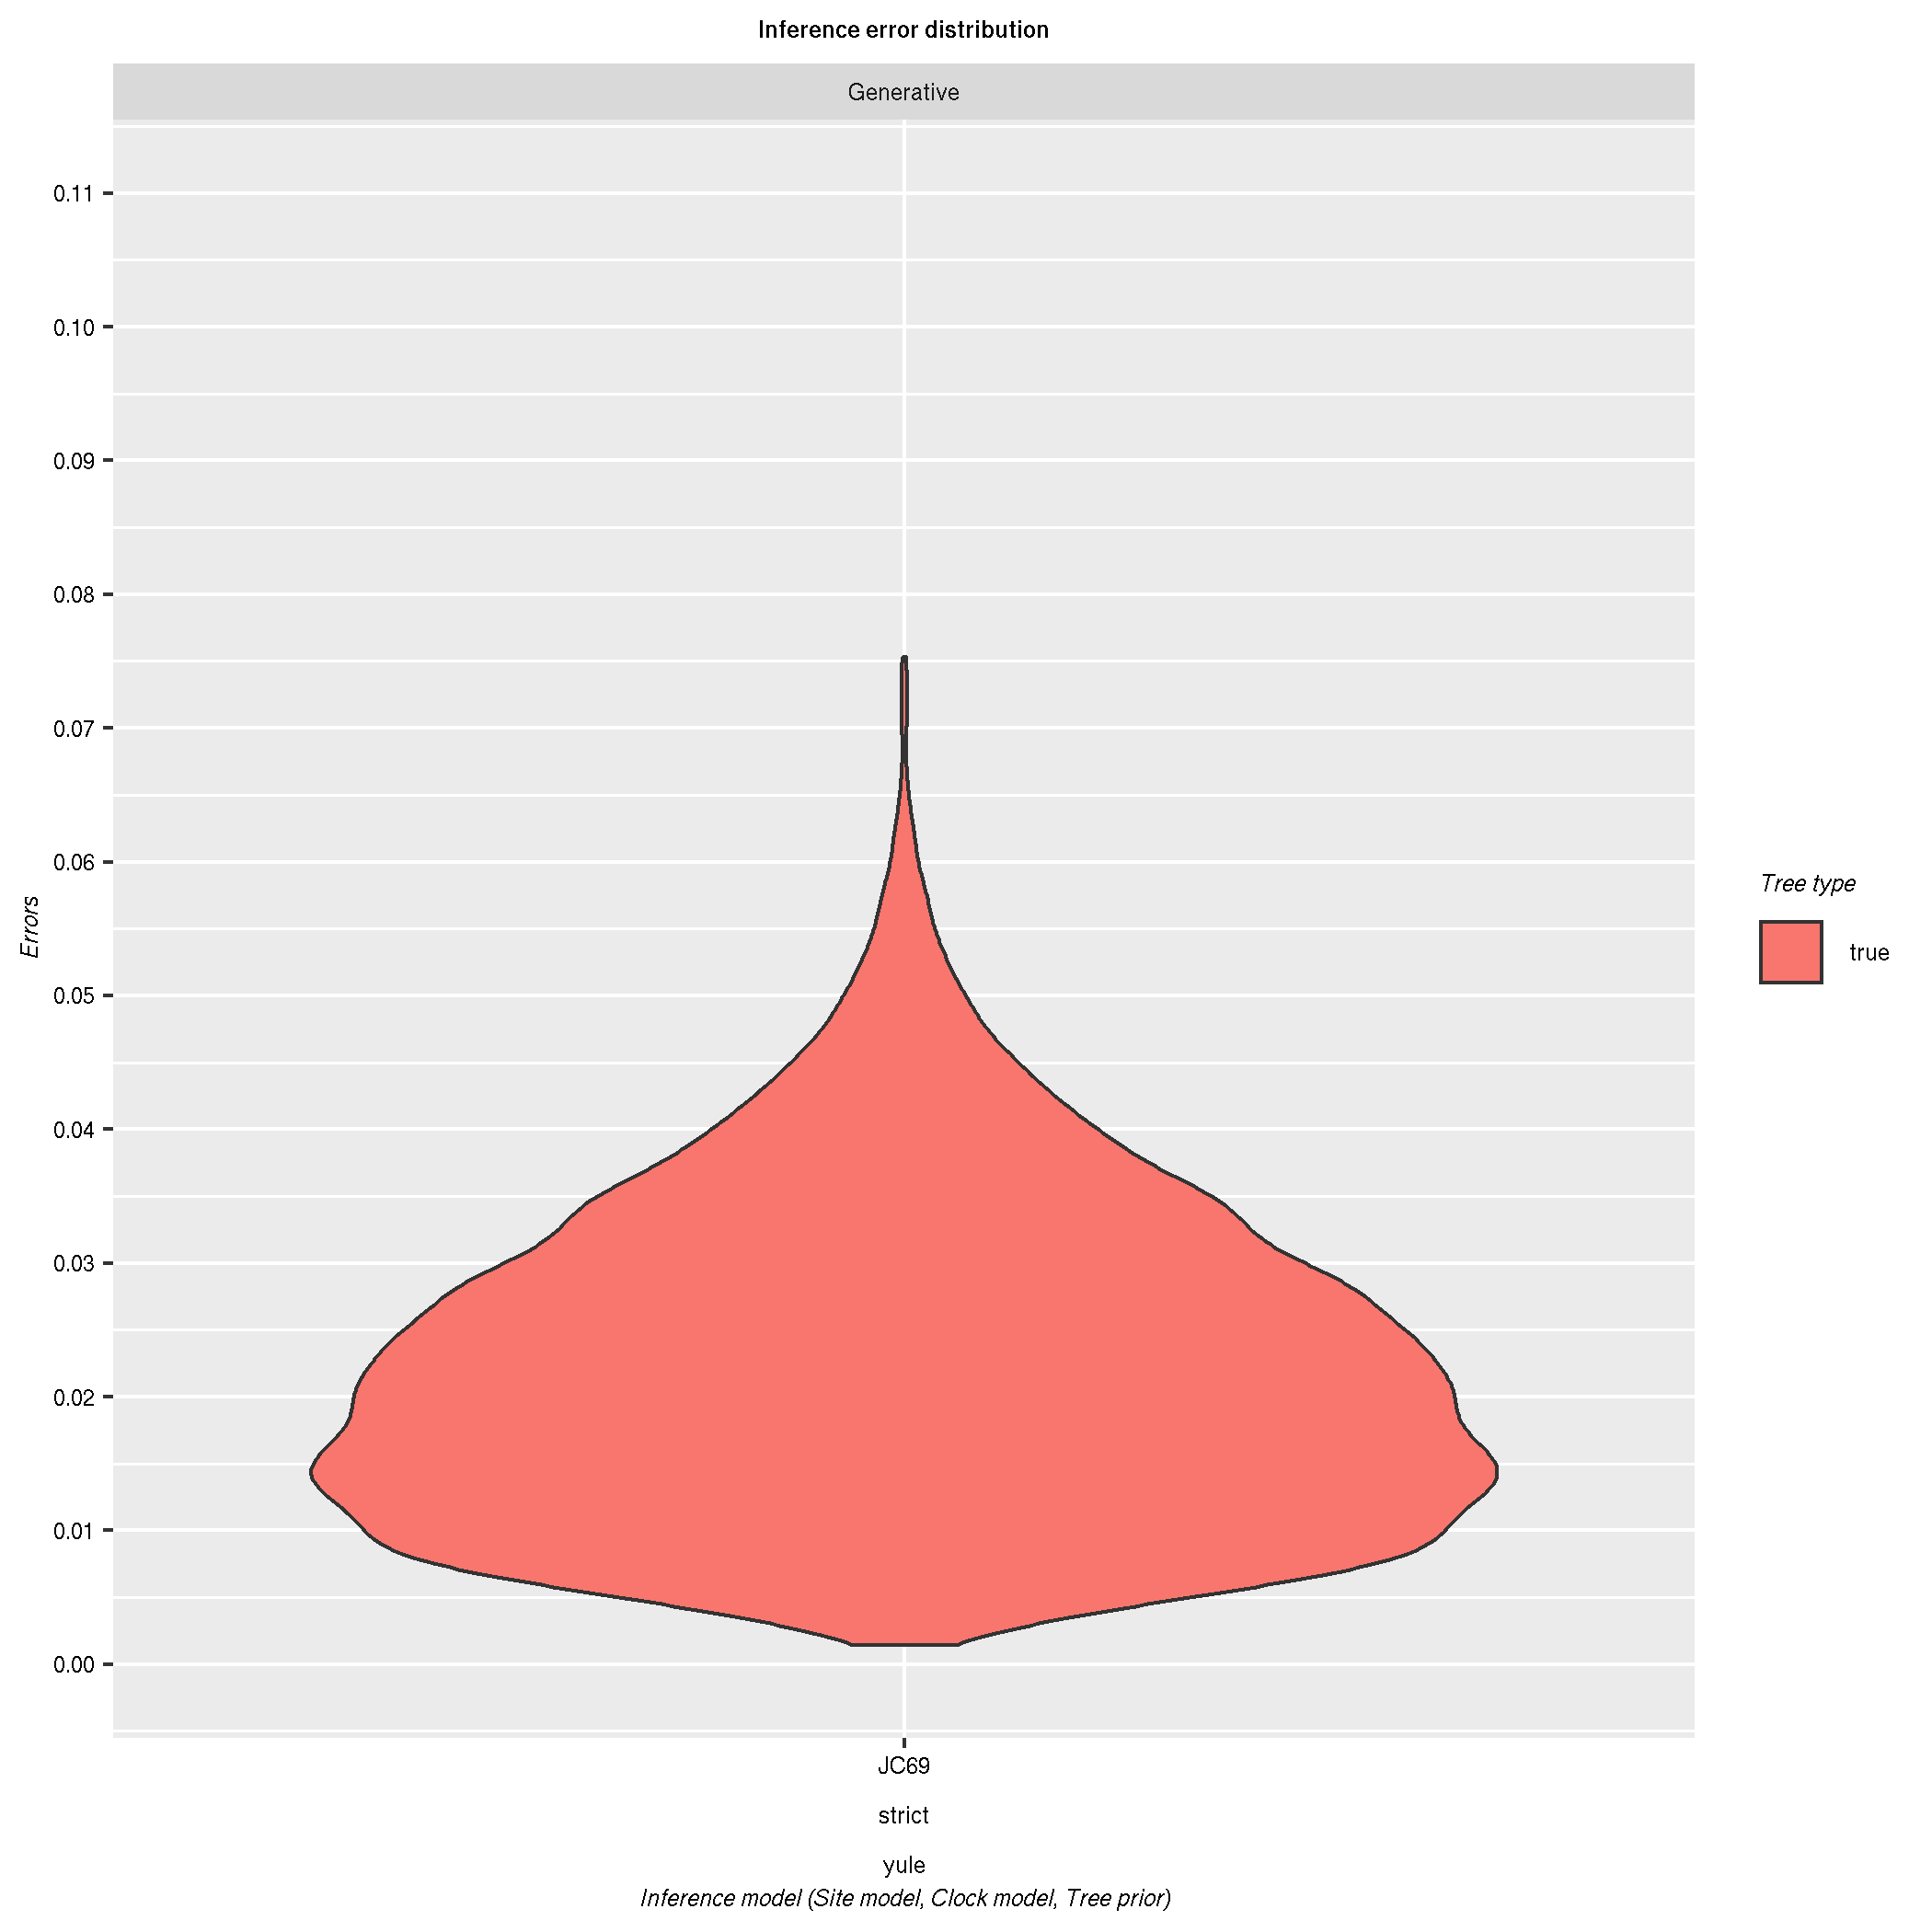 Inference error distribution
Generative
0.11
0.10
0.09
0.08
0.07
0.06
0.05
0.04
0.03
0.02
0.01
0.00
Errors
JC69
strict
yule
Inference model (Site model, Clock model, Tree prior)
Tree type
true